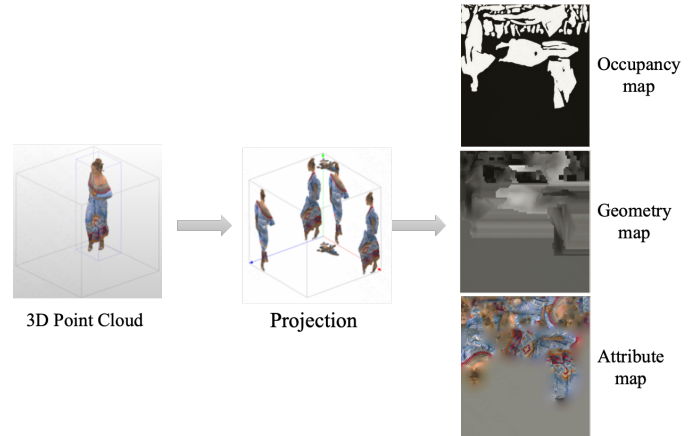 3D Point Cloud
Projection
Occupancy
map
Geometry
map
Attribute
map